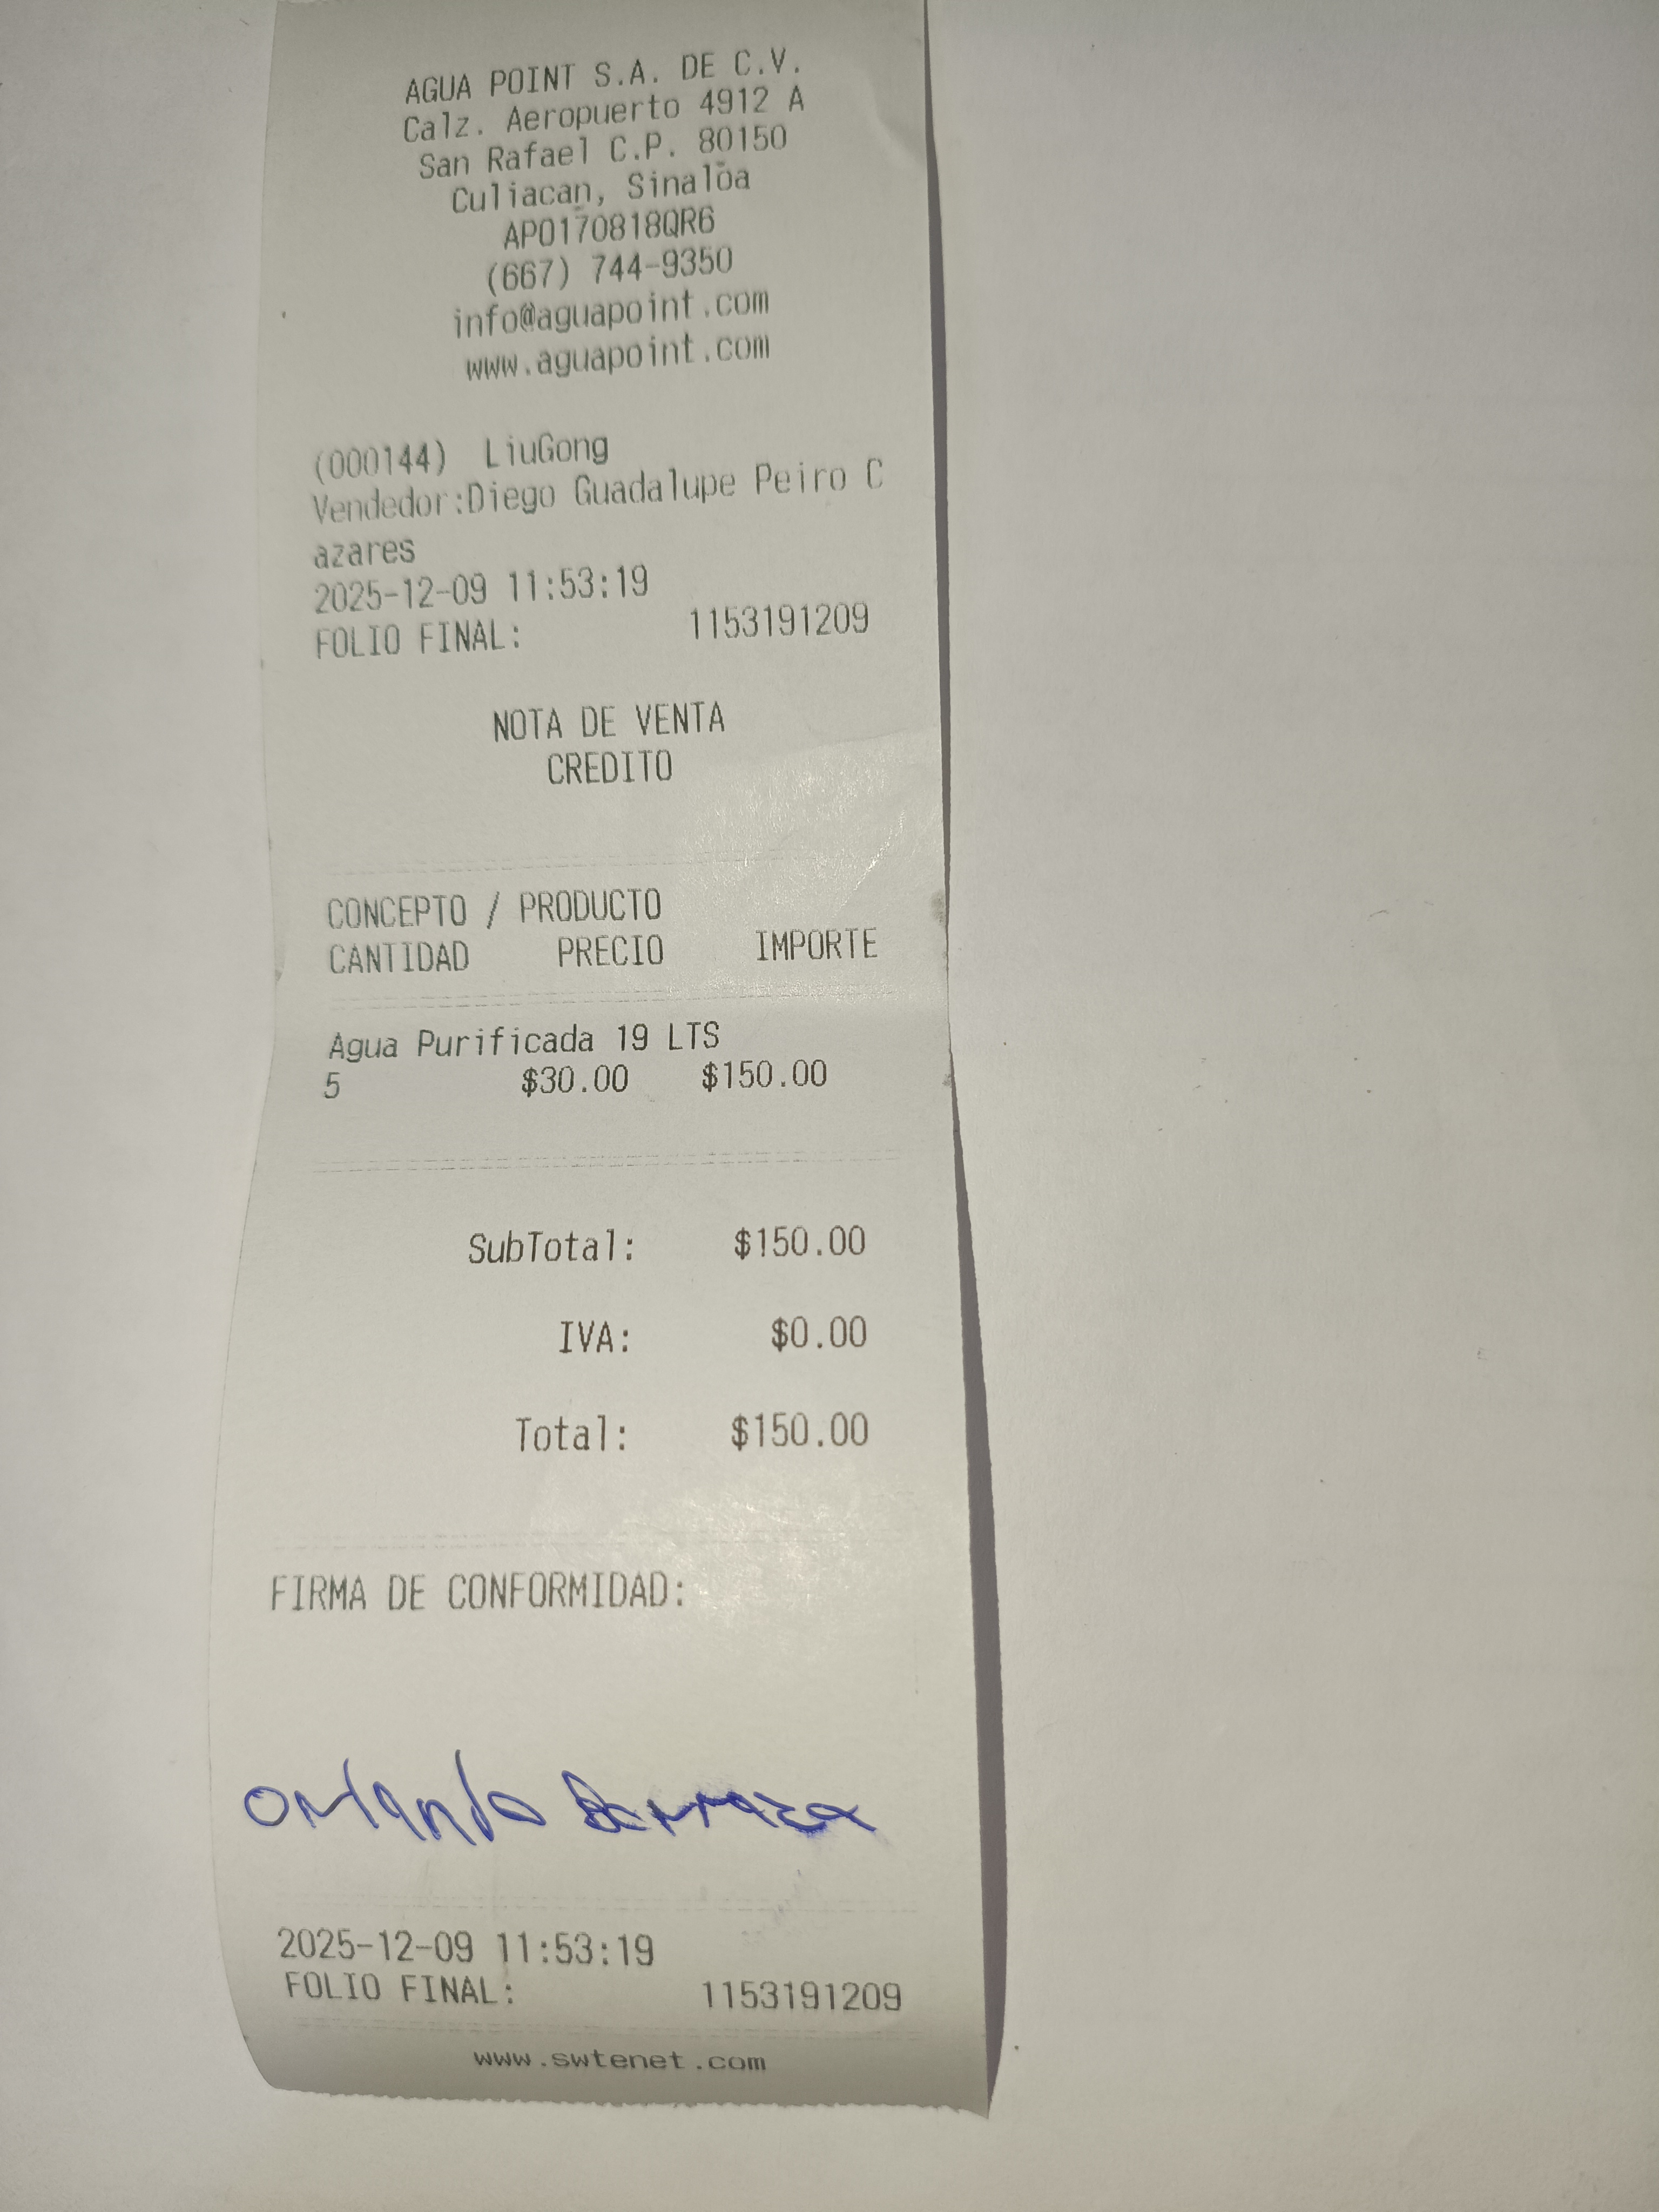 AGUA POINT S.A. DE C.V.
Calz. Aeropuerto 4912 A
San Rafael C.P. 80150
Culiacan, Sinaloa
APO170818QR6
(667) 744-9350
info@aguapoint.com
www.aguapoint.com
(000144) LiuGong
Vendedor:Diego Guadalupe Peiro C
azares
2025-12-09 11:53:19
FOLIO FINAL: 1153191209
NOTA DE VENTA
CREDITO
CONCEPTO / PRODUCTO
CANTIDAD PRECIO IMPORTE
Agua Purificada 19 LTS
5 $30.00 $150.00
SubTotal: $150.00
IVA: $0.00
Total: $150.00
FIRMA DE CONFORMIDAD:
Orlando Barraza
2025-12-09 11:53:19
FOLIO FINAL: 1153191209
www.swtenet.com